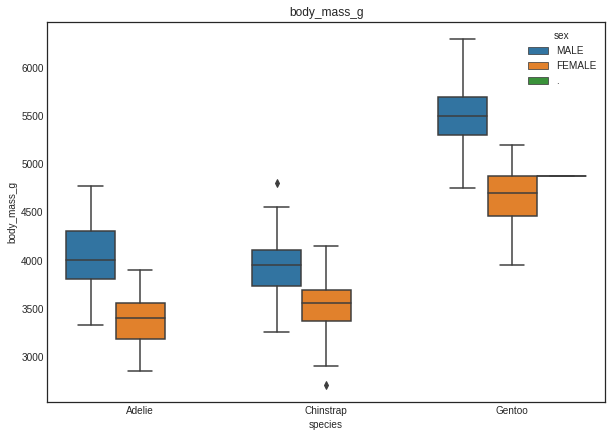 body_mass_g
sex
MALE
FEMALE
.
6000
5500
5000
4500
4000
3500
3000
body_mass_g
Adelie
Chinstrap
Gentoo
species